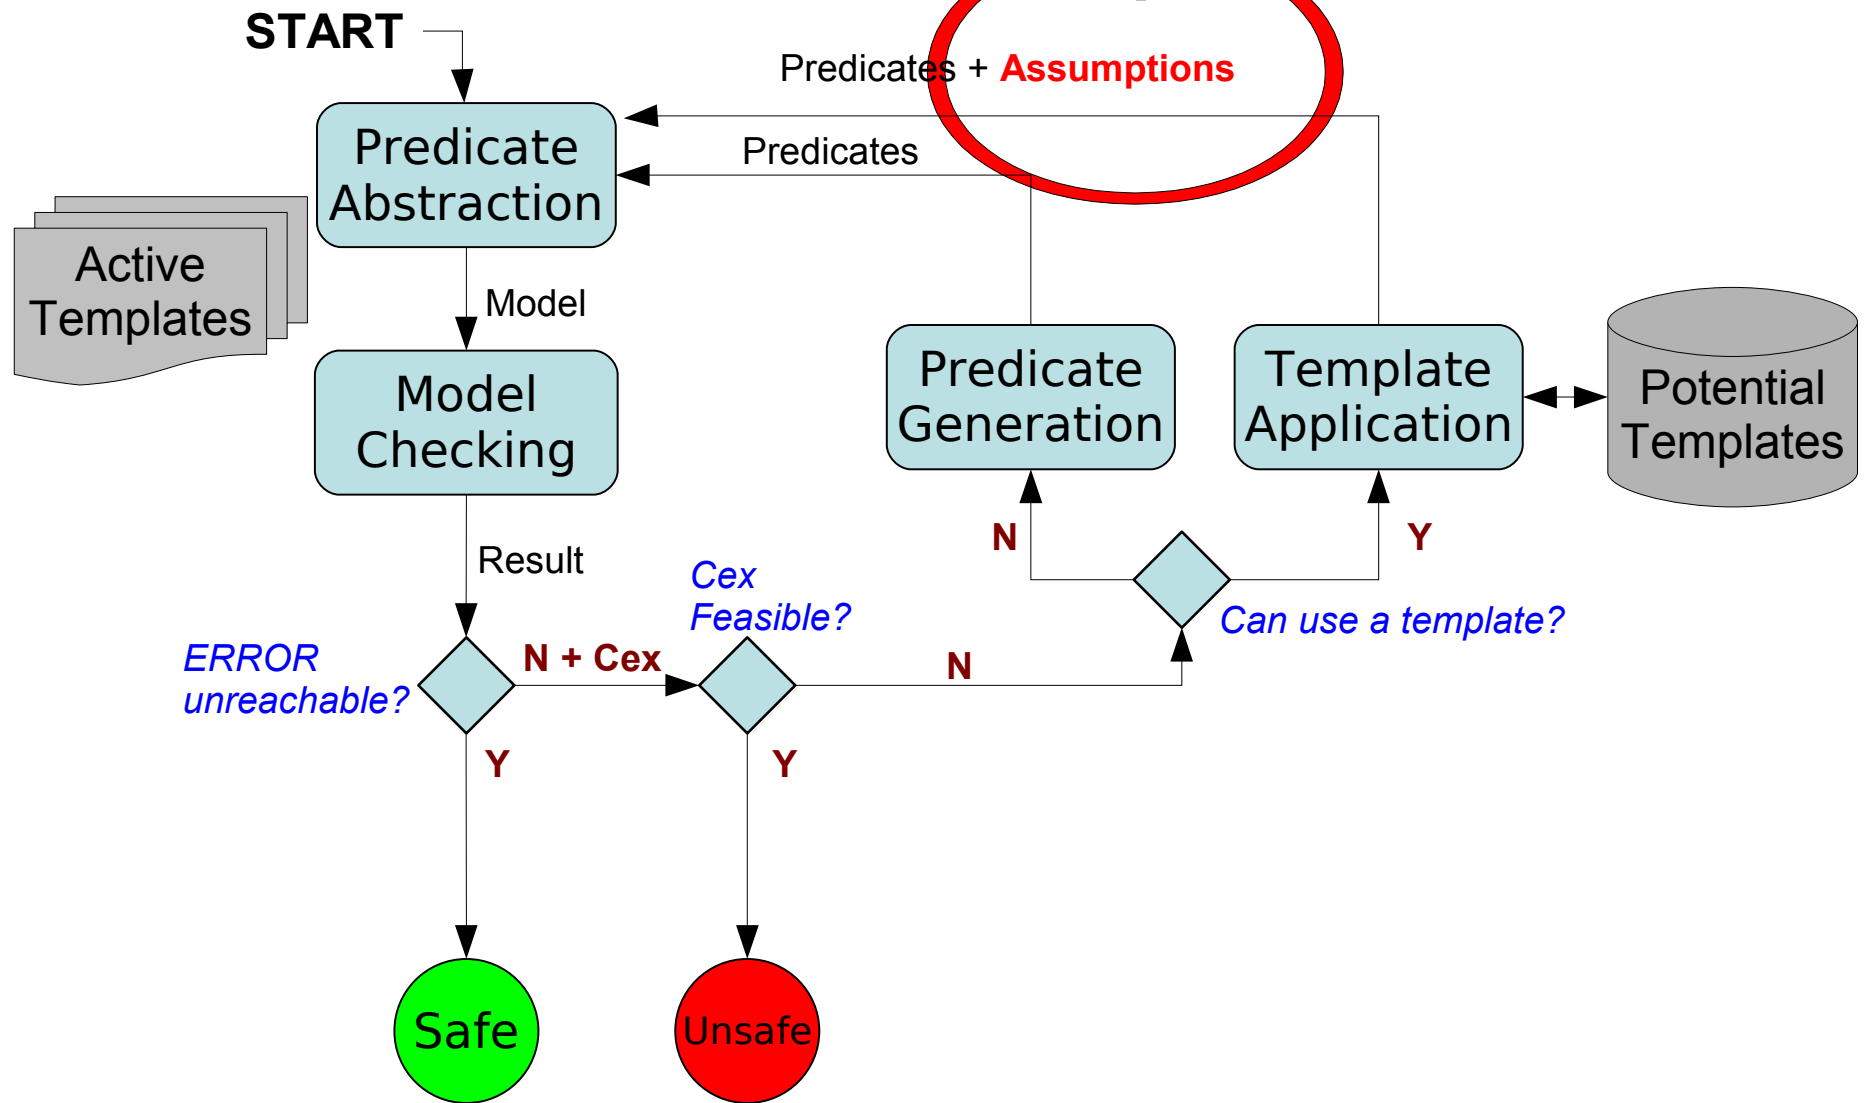 START
Predicates + Assumptions
Predicate
Abstraction
Predicates
Active
Templates
Model
Model
Checking
Predicate
Generation
Template
Application
Potential
Templates
N
Y
Result
Cex
Feasible?
Can use a template?
ERROR
unreachable?
N + Cex
N
Y
Y
Safe
Unsafe